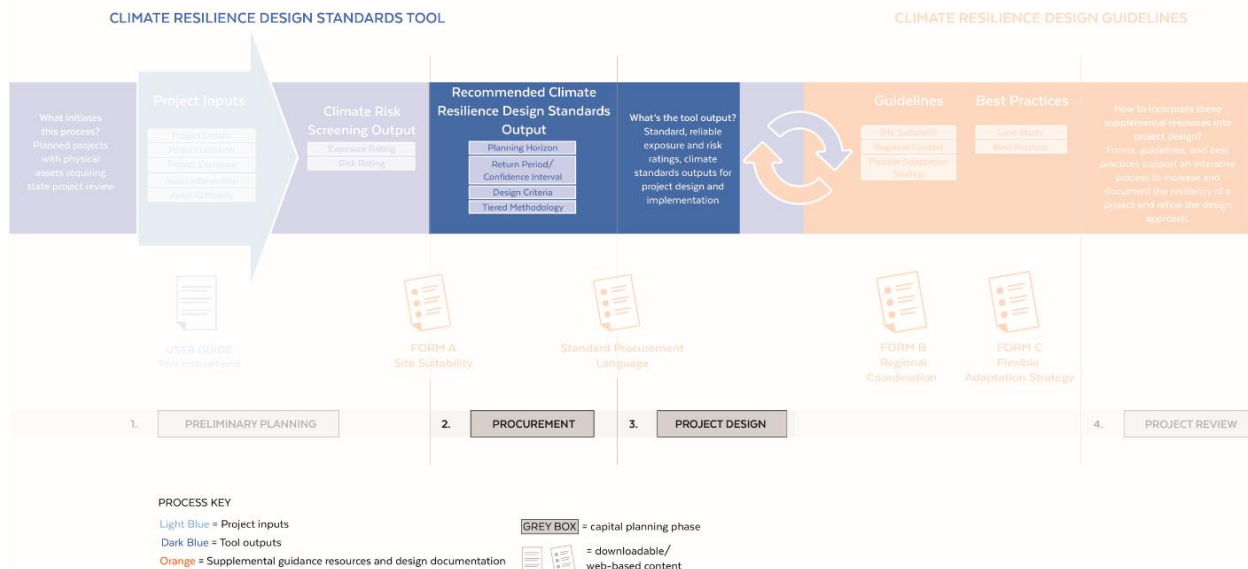 CLIMATE RESILIENCE DESIGN STANDARDS TOOL
CLIMATE RESILIENCE DESIGN GUIDELINES
What initiates
this process?
Planned projects
with physical
assets requiring
state project review
Project Inputs
Project Details
Project Location
Project Exposure
Asset Information
Asset Criticality
Climate Risk
Screening Output
Exposure Rating
Risk Rating
Recommended Climate
Resilience Design Standards
Output
Planning Horizon
Return Period/
Confidence Interval
Design Criteria
Tiered Methodology
What's the tool output?
Standard, reliable
exposure and risk
ratings, climate
standards outputs for
project design and
implementation
Guidelines
Site Suitability
Regional Context
Flexible Adaptation
Strategy
Best Practices
Case Study
Best Practice
How to incorporate these
supplemental resources into
project design?
Forms, guidelines, and best
practices support an interative
process to increase and
document the resiliency of a
project and refine the design
approach.
USER GUIDE
Tool Instructions
FORM A
Site Suitability
Standard Procurement
Language
FORM B
Regional
Coordination
FORM C
Flexible
Adaptation Strategy
1. PRELIMINARY PLANNING
2. PROCUREMENT
3. PROJECT DESIGN
4. PROJECT REVIEW
PROCESS KEY
Light Blue = Project inputs
Dark Blue = Tool outputs
Orange = Supplemental guidance resources and design documentation
GREY BOX = capital planning phase
= downloadable/
web-based content